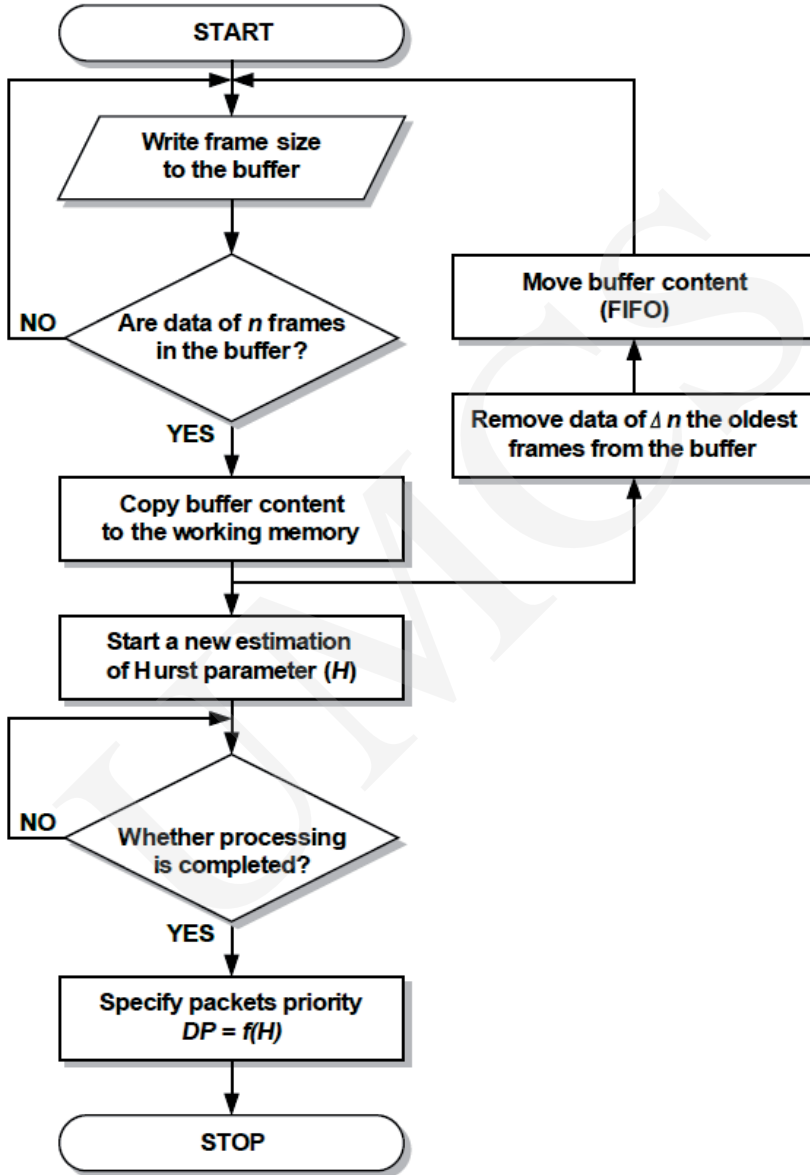 START
Write frame size
to the buffer
Are data of n frames
in the buffer?
NO
YES
Copy buffer content
to the working memory
Move buffer content
(FIFO)
Remove data of Δ n the oldest
frames from the buffer
Start a new estimation
of Hurst parameter (H)
NO
Whether processing
is completed?
YES
Specify packets priority
DP = f(H)
STOP
UMCS